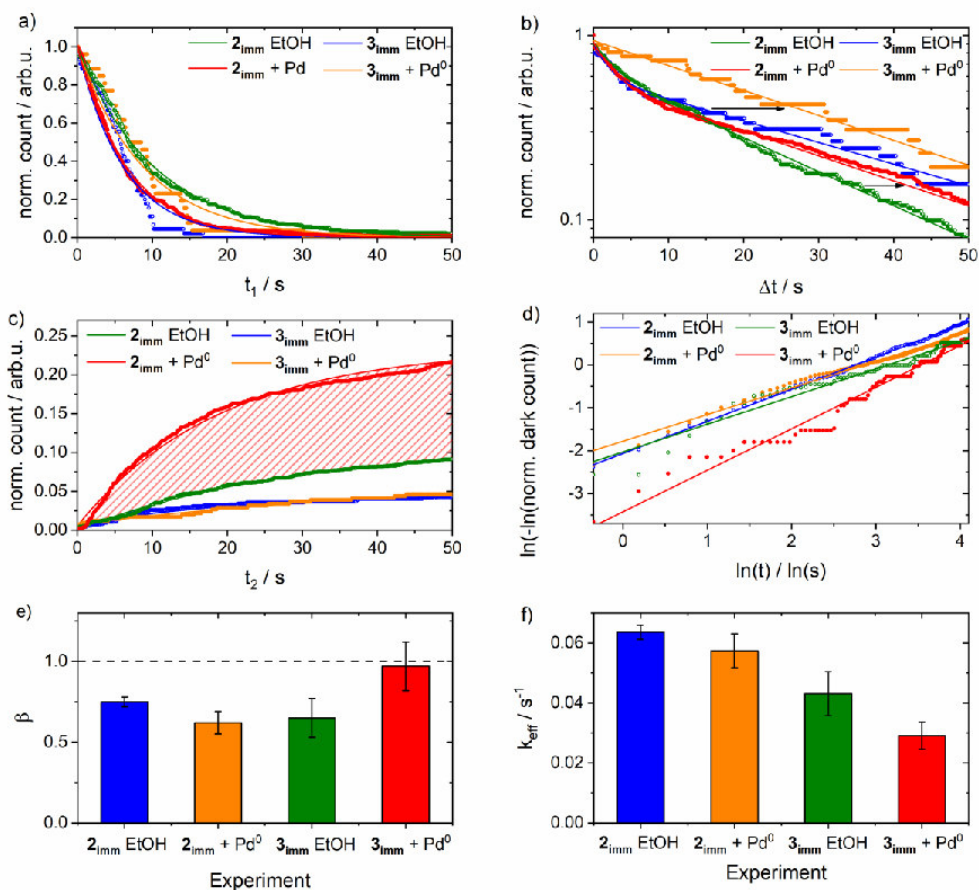 a)
2imm EtOH
3imm EtOH
2imm + Pd
3imm + Pd0
norm. count / arb.u.
1.0
0.8
0.6
0.4
0.2
0.0
0
10
20
30
40
50
t1 / s
b)
2imm EtOH
3imm EtOH
2imm + Pd0
3imm + Pd0
norm. count / arb.u.
0.1
0
10
20
30
40
50
Δt / s
c)
2imm EtOH
3imm EtOH
2imm + Pd0
3imm + Pd0
norm. count / arb.u.
0.25
0.20
0.15
0.10
0.05
0.00
0
10
20
30
40
50
t2 / s
d)
2imm EtOH
3imm EtOH
2imm + Pd0
3imm + Pd0
ln(-ln(norm. dark count))
1
0
-1
-2
-3
0
1
2
3
4
ln(t) / ln(s)
e)
β
1.0
0.5
0.0
2imm EtOH
2imm + Pd0
3imm EtOH
3imm + Pd0
Experiment
f)
keff / s-1
0.06
0.04
0.02
0.00
2imm EtOH
2imm + Pd0
3imm EtOH
3imm + Pd0
Experiment